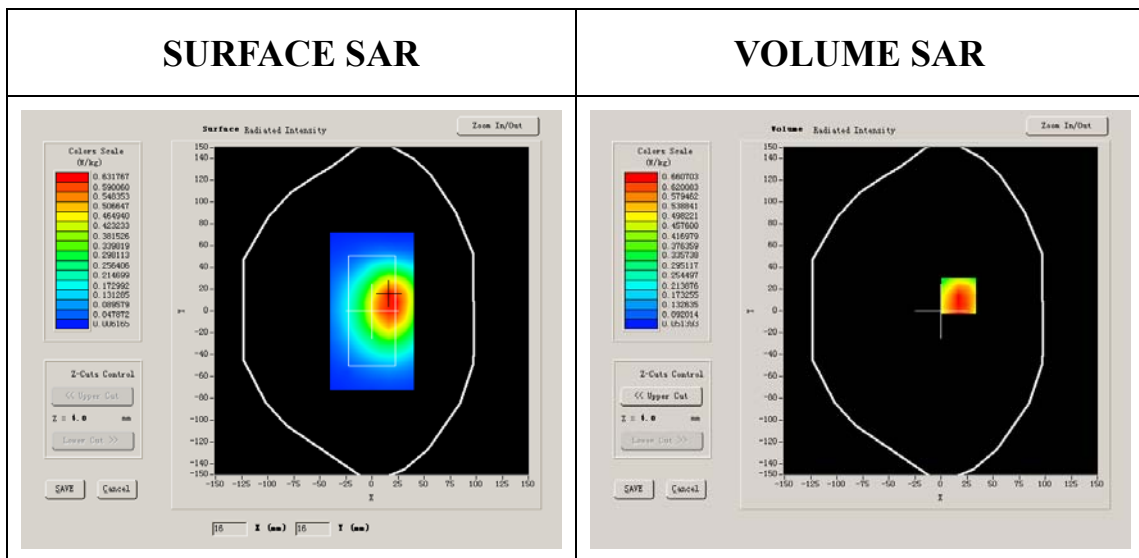 SURFACE SAR
VOLUME SAR
Surface Radiated Intensity
Zoom In/Out
Colors Scale
(W/kg)
0.631767
0.590060
0.548353
0.506647
0.464940
0.423233
0.381526
0.339819
0.298113
0.256406
0.214699
0.172992
0.131285
0.089579
0.047872
0.006165
150
140
120
100
80
60
40
20
0
-20
-40
-60
-80
-100
-120
-140
-150
Y
-150 -125 -100 -75 -50 -25 0 25 50 75 100 125 150
X
Z-Cuts Control
<< Upper Cut
Z = 4.0 mm
Lower Cut >>
SAVE Cancel
16 X (mm) 16 Y (mm)
Volume Radiated Intensity
Zoom In/Out
Colors Scale
(W/kg)
0.660703
0.620083
0.579462
0.538841
0.498221
0.457600
0.416979
0.376359
0.335738
0.295117
0.254497
0.213876
0.173255
0.132635
0.092014
0.051393
150
140
120
100
80
60
40
20
0
-20
-40
-60
-80
-100
-120
-140
-150
Y
-150 -125 -100 -75 -50 -25 0 25 50 75 100 125 150
X
Z-Cuts Control
<< Upper Cut
Z = 4.0 mm
Lower Cut >>
SAVE Cancel